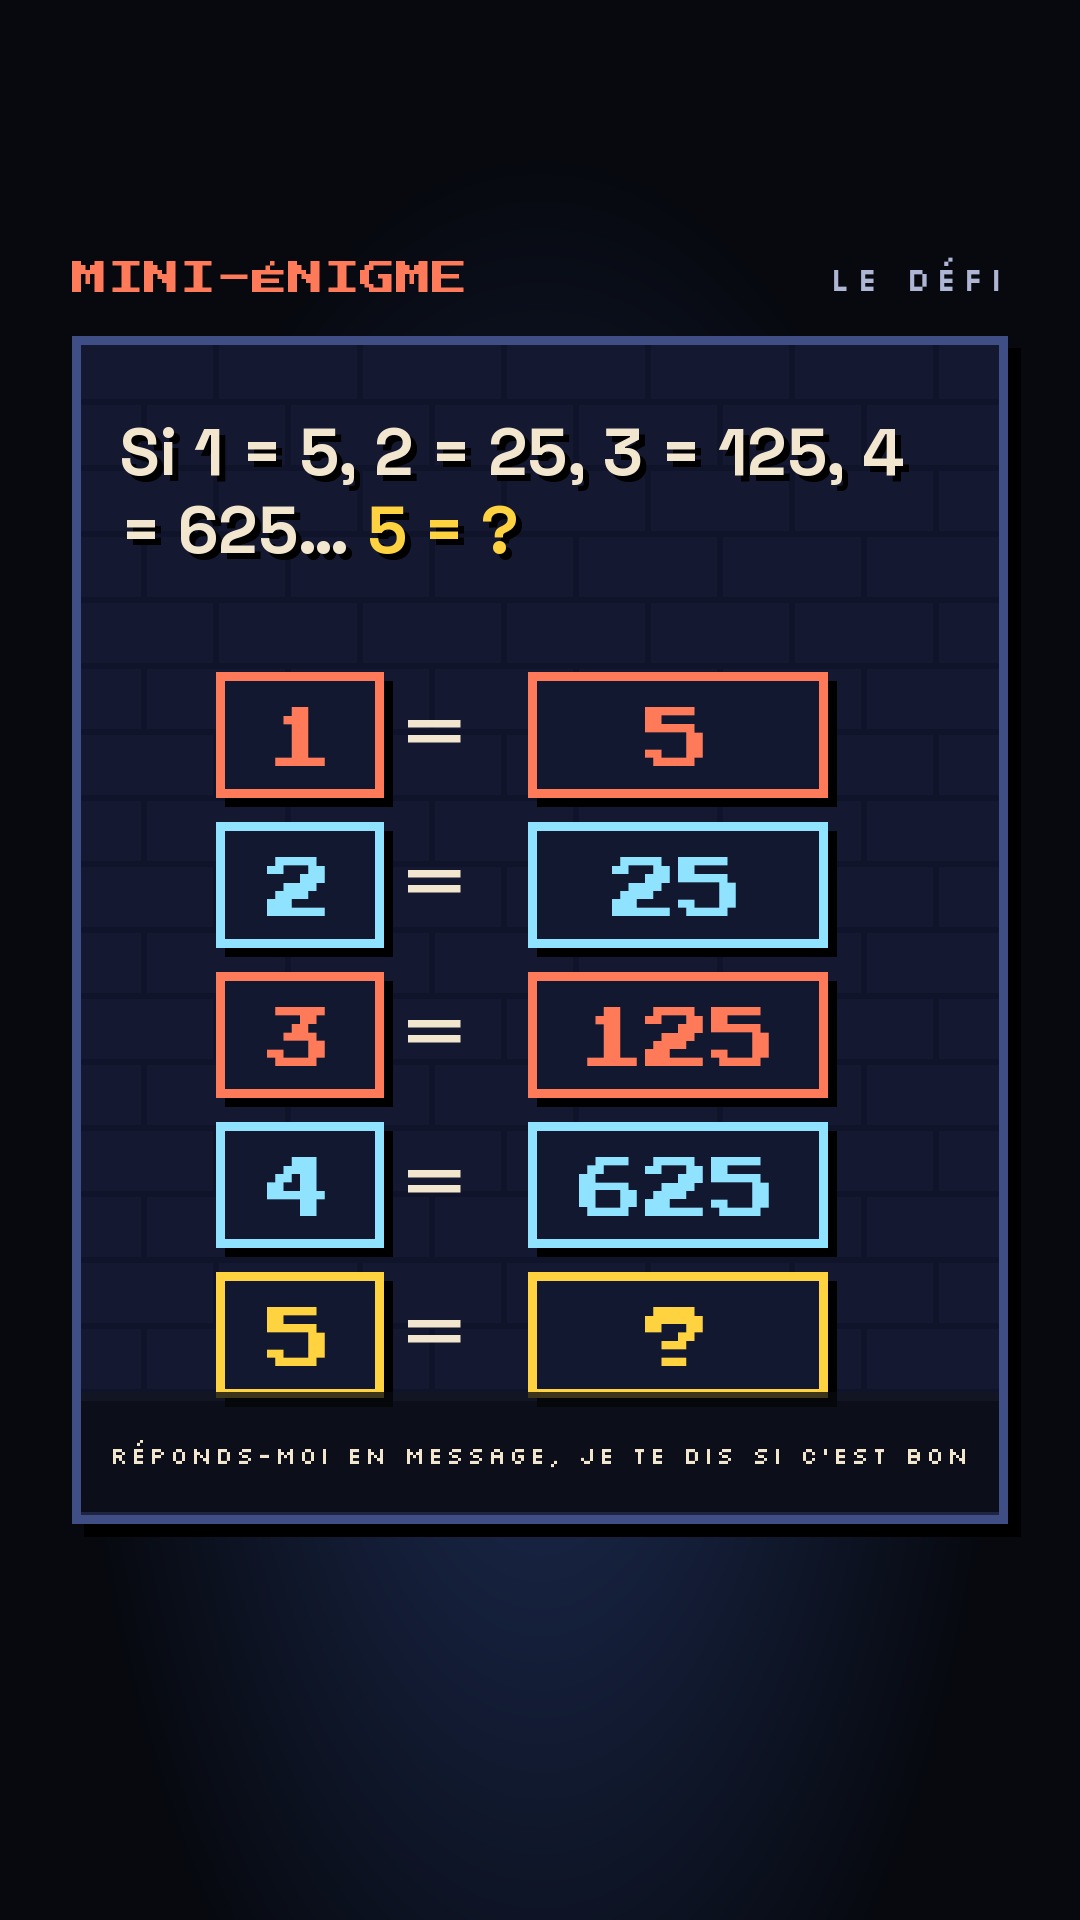 MINI-ÉNIGME
LE DÉFI
Si 1 = 5, 2 = 25, 3 = 125, 4
= 625... 5 = ?
1 = 5
2 = 25
3 = 125
4 = 625
5 = ?
RÉPONDS-MOI EN MESSAGE, JE TE DIS SI C'EST BON